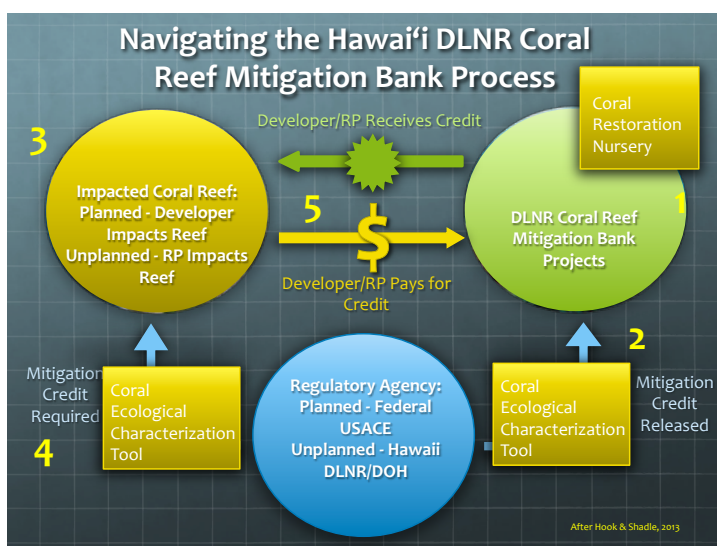 Navigating the Hawai‘i DLNR Coral
Reef Mitigation Bank Process
Coral
Restoration
Nursery
Developer/RP Receives Credit
3
Impacted Coral Reef:
Planned - Developer
Impacts Reef
Unplanned - RP Impacts
Reef
5
$
Developer/RP Pays for
Credit
1
DLNR Coral Reef
Mitigation Bank
Projects
2
Mitigation
Credit
Required
4
Coral
Ecological
Characterization
Tool
Regulatory Agency:
Planned - Federal
USACE
Unplanned - Hawaii
DLNR/DOH
Coral
Ecological
Characterization
Tool
Mitigation
Credit
Released
After Hook & Shadle, 2013